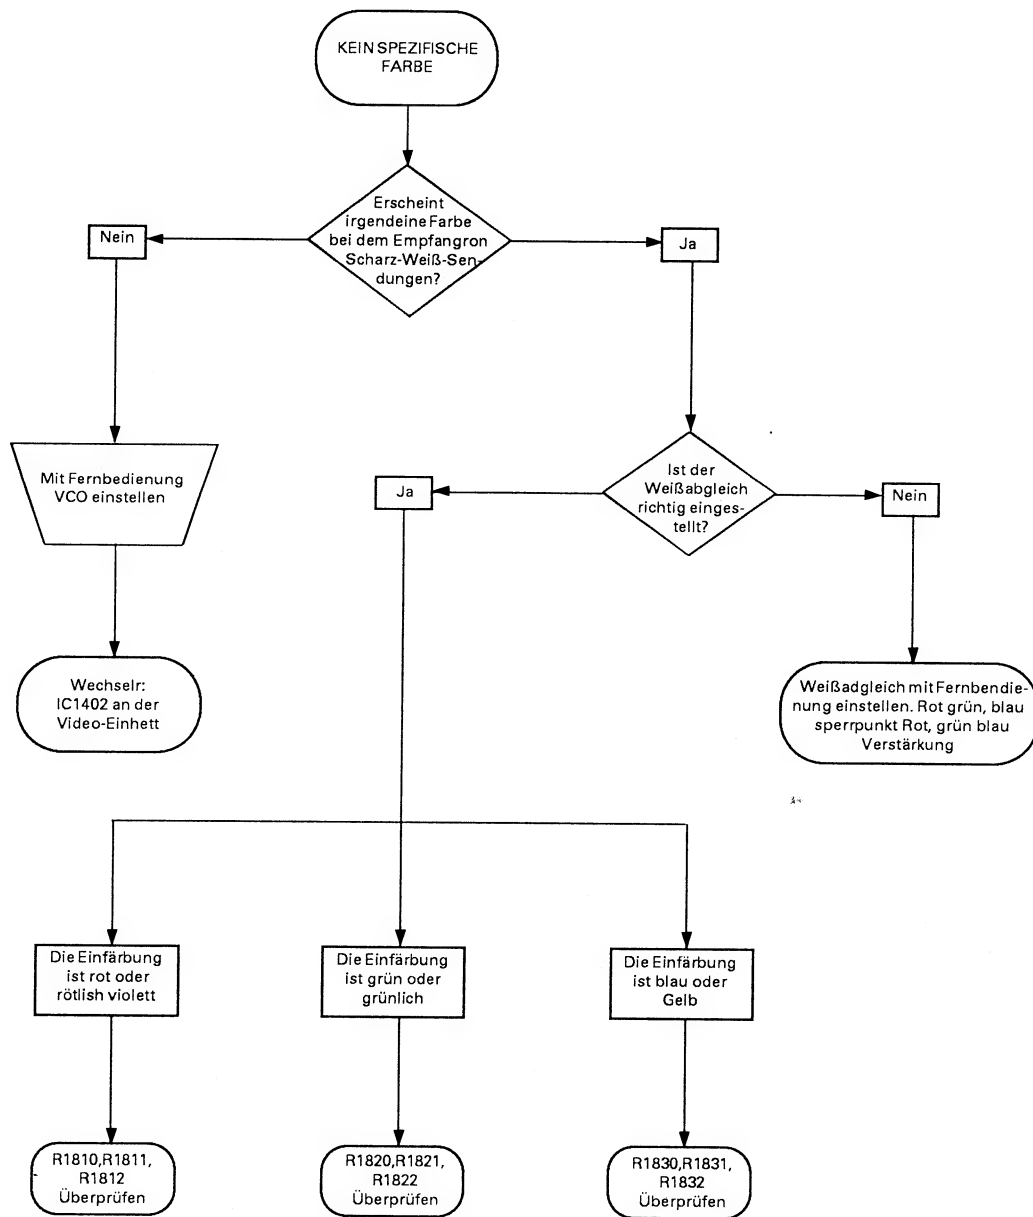 KEIN SPEZIFISCHE
FARBE
Erscheint
irgendeine Farbe
bei dem Empfangron
Scharz-Weiß-Sen-
dungen?
Nein
Ja
Mit Fernbedienung
VCO einstellen
Ist der
Weißabgleich
richtig einges-
tellt?
Ja
Nein
Wechselr:
IC1402 an der
Video-Einhett
Weißadgleich mit Fernbendie-
nung einstellen. Rot grün, blau
sperrpunkt Rot, grün blau
Verstärkung
Die Einfärbung
ist rot oder
rötlish violett
Die Einfärbung
ist grün oder
grünlich
Die Einfärbung
ist blau oder
Gelb
R1810,R1811,
R1812
Überprüfen
R1820,R1821,
R1822
Überprüfen
R1830,R1831,
R1832
Überprüfen